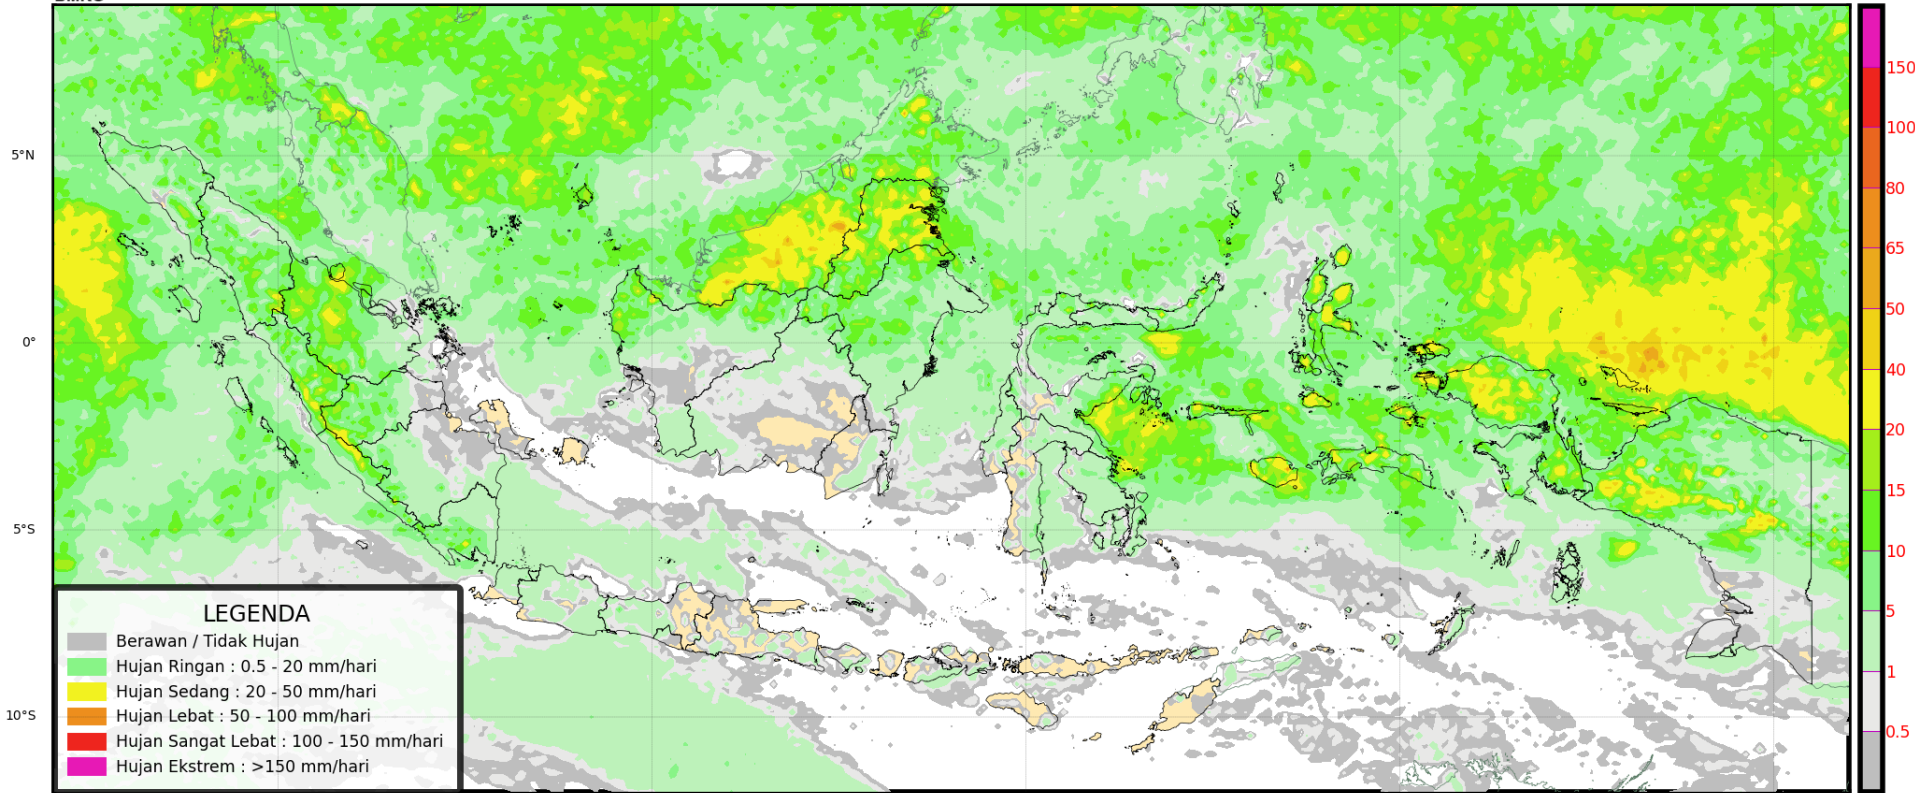 5°N
0°
5°S
10°S
LEGENDA
Berawan / Tidak Hujan
Hujan Ringan : 0.5 - 20 mm/hari
Hujan Sedang : 20 - 50 mm/hari
Hujan Lebat : 50 - 100 mm/hari
Hujan Sangat Lebat : 100 - 150 mm/hari
Hujan Ekstrem : >150 mm/hari
150
100
80
65
50
40
20
15
10
5
1
0.5